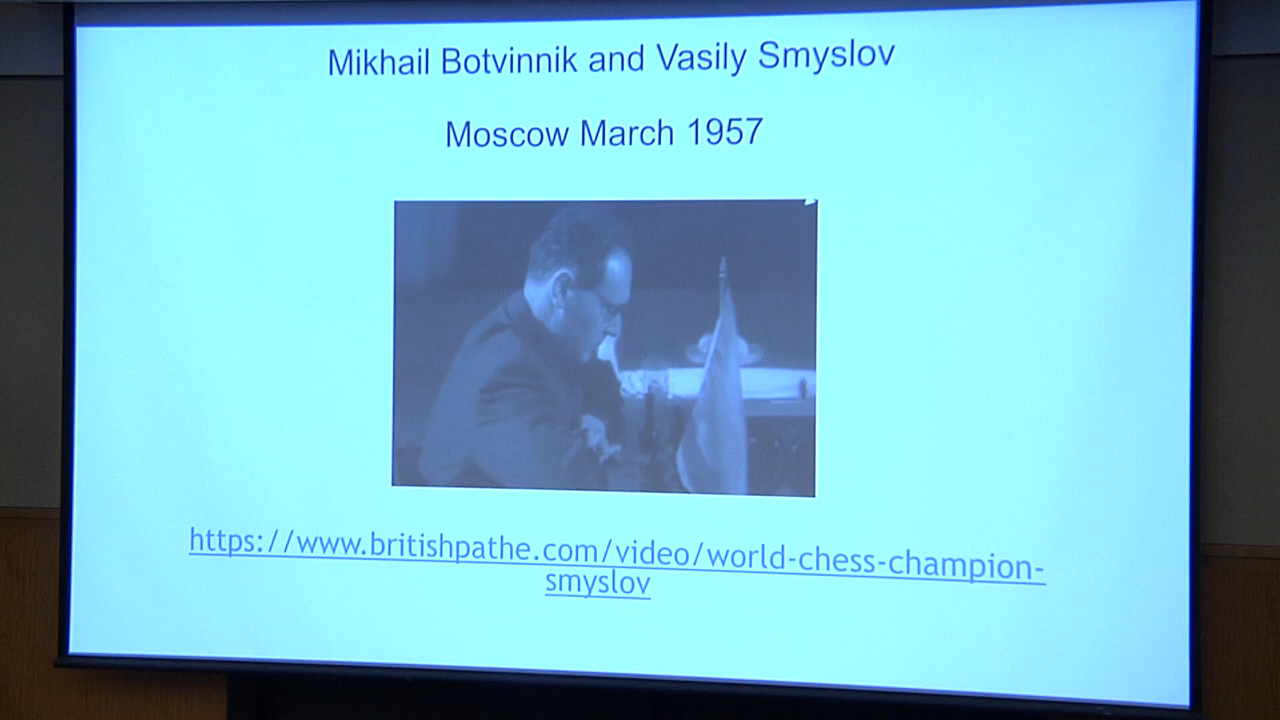 Mikhail Botvinnik and Vasily Smyslov
Moscow March 1957
https://www.britishpathe.com/video/world-chess-champion-
smyslov